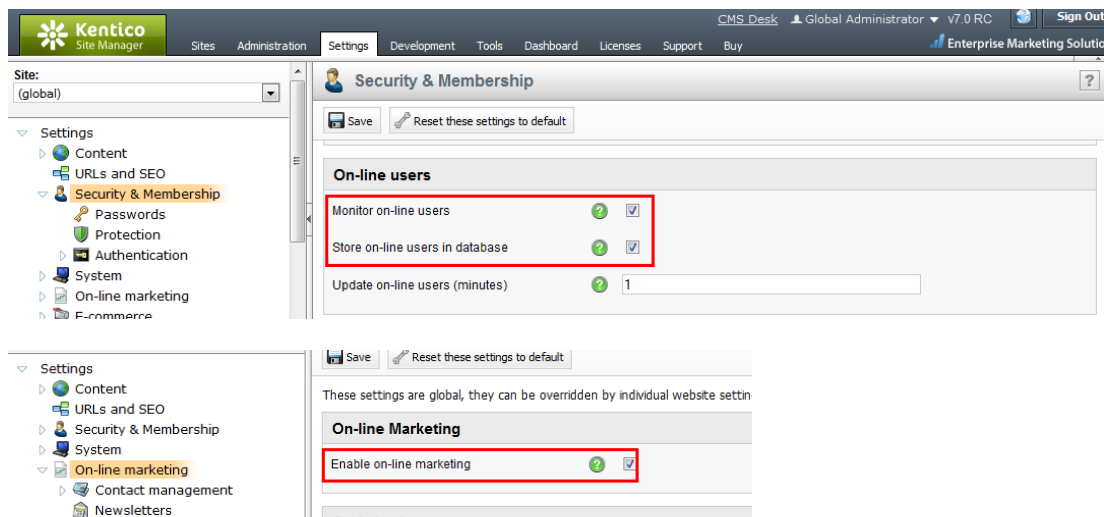 Kentico
Site Manager
CMS Desk Global Administrator v7.0 RC Sign Out
Sites Administration Settings Development Tools Dashboard Licenses Support Buy
Enterprise Marketing Solutio
Site:
(global)
Settings
Content
URLs and SEO
Security & Membership
Passwords
Protection
Authentication
System
On-line marketing
E-commerce
Security & Membership
?
Save Reset these settings to default
On-line users
Monitor on-line users ?
Store on-line users in database ?
Update on-line users (minutes) ? 1
Settings
Content
URLs and SEO
Security & Membership
System
On-line marketing
Contact management
Newsletters
Save Reset these settings to default
These settings are global, they can be overridden by individual website settin
On-line Marketing
Enable on-line marketing ?